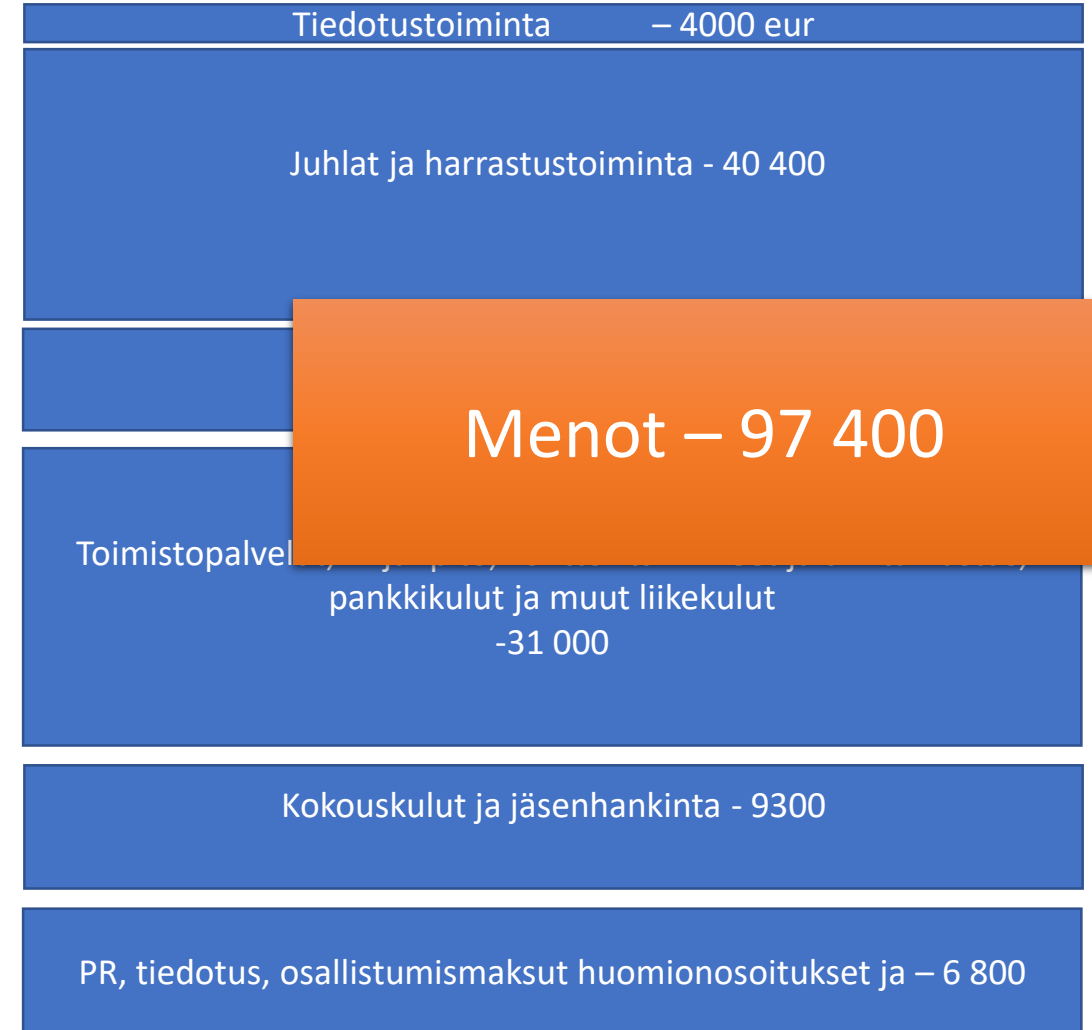 Tiedotustoiminta – 4000 eur
Juhlat ja harrastustoiminta - 40 400
Menot – 97 400
pankkikulut ja muut liikekulut
-31 000
Kokouskulut ja jäsenhankinta - 9300
PR, tiedotus, osallistumismaksut huomionosoitukset ja – 6 800